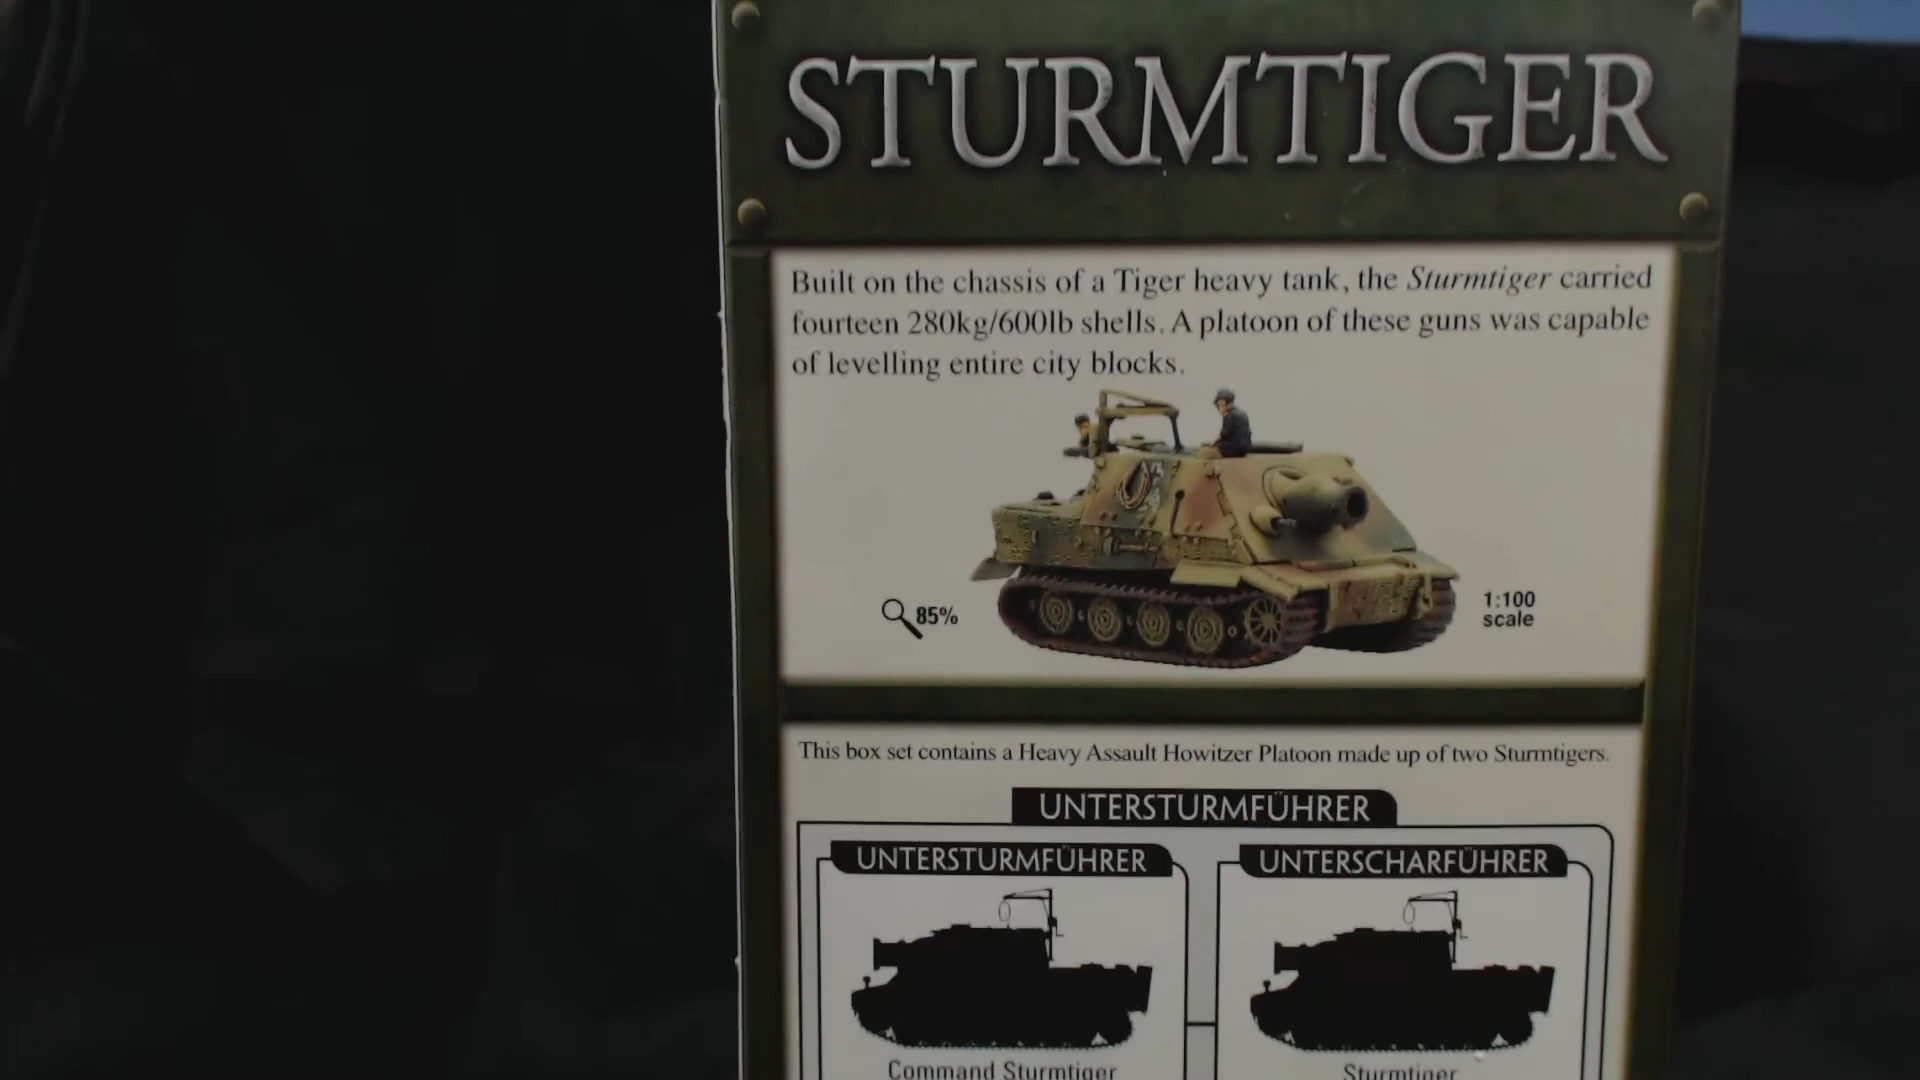 STURMTIGER
Built on the chassis of a Tiger heavy tank, the Sturmtiger carried
fourteen 280kg/600lb shells. A platoon of these guns was capable
of levelling entire city blocks.
85%
1:100
scale
This box set contains a Heavy Assault Howitzer Platoon made up of two Sturmtigers.
UNTERSTURMFÜHRER
UNTERSTURMFÜHRER
UNTERSCHARFÜHRER
Command Sturmtiger
Sturmtiger